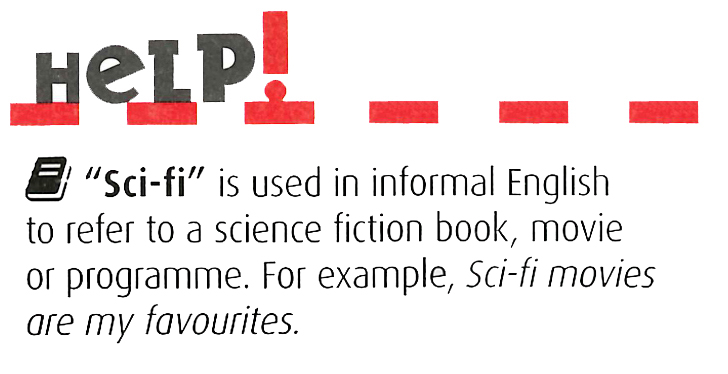 HeLP!
"Sci-fi" is used in informal English
to refer to a science fiction book, movie
or programme. For example, Sci-fi movies
are my favourites.